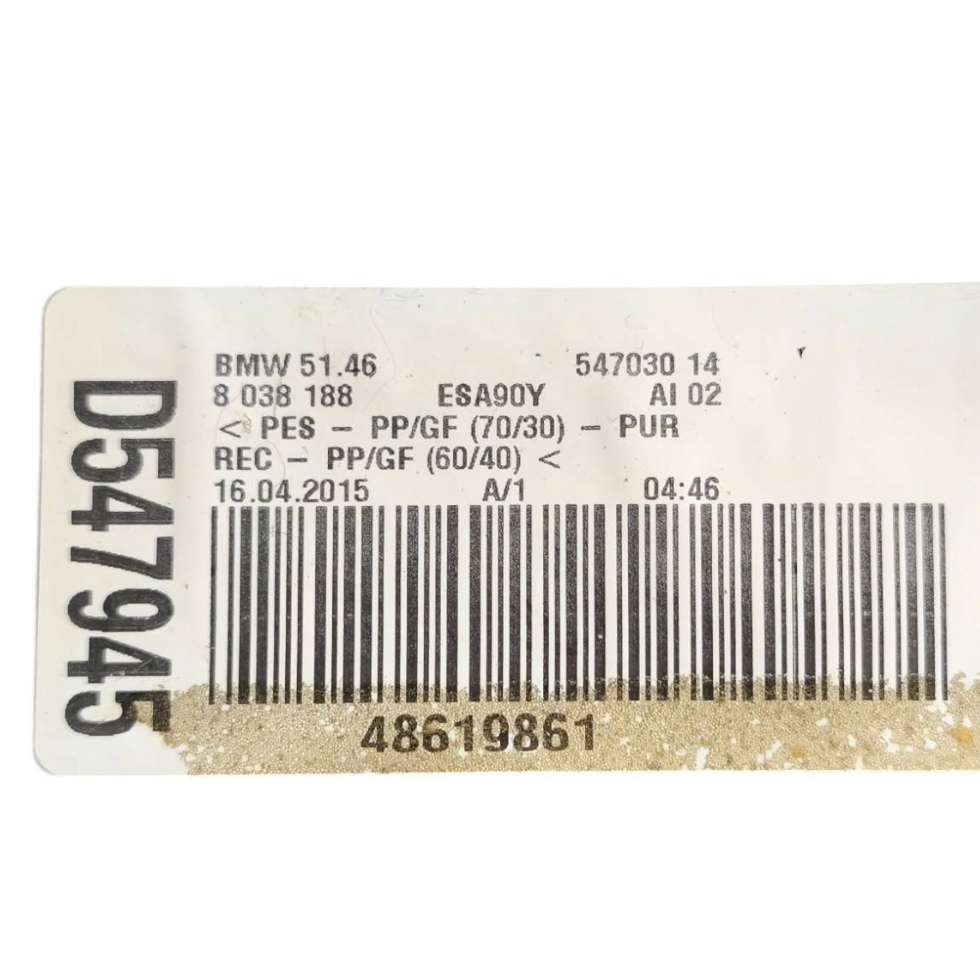 BMW 51.46 547030 14
8 038 188 ESA90Y AI 02
< PES - PP/GF (70/30) - PUR
REC - PP/GF (60/40) <
16.04.2015 A/1 04:46
48619861
D547945